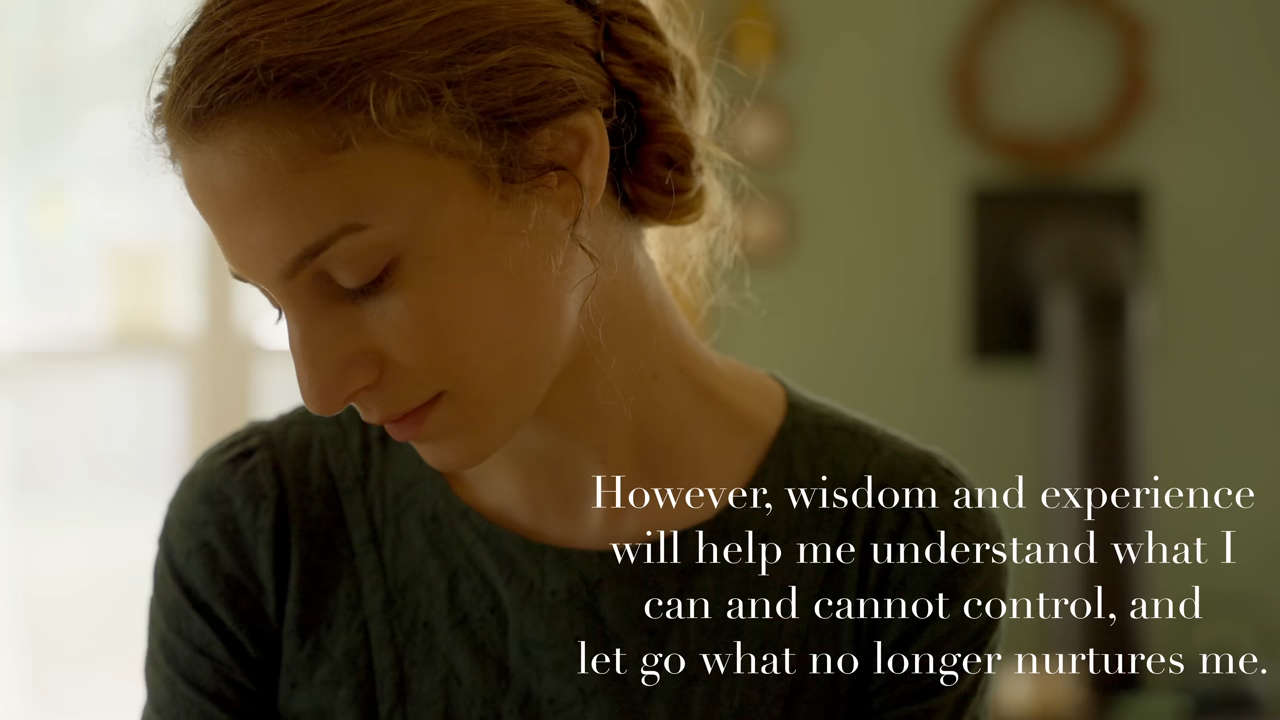 However, wisdom and experience
will help me understand what I
can and cannot control, and
let go what no longer nurtures me.